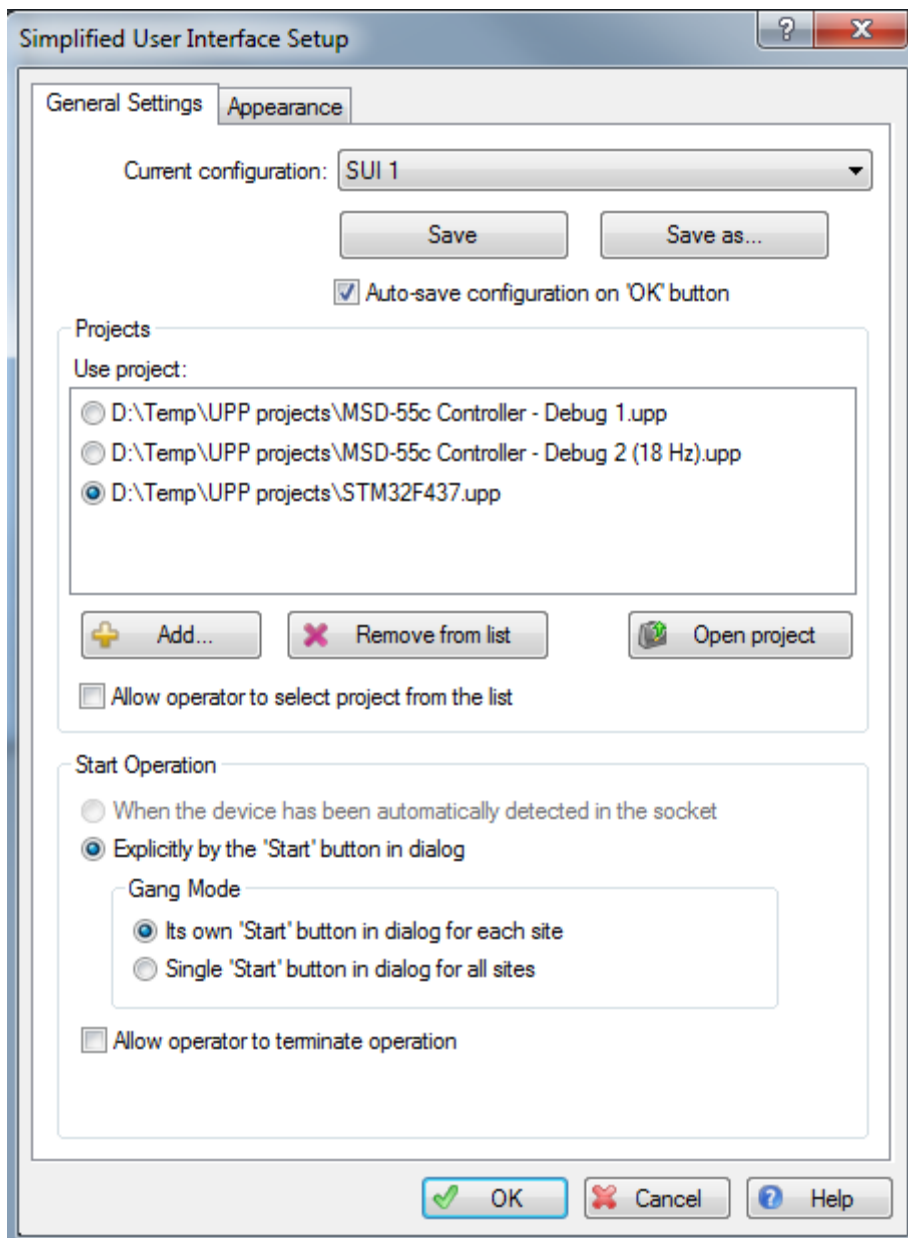 Simplified User Interface Setup
General Settings
Appearance
Current configuration: SUI 1
Save
Save as...
Auto-save configuration on 'OK' button
Projects
Use project:
D:\Temp\UPP projects\MSD-55c Controller - Debug 1.upp
D:\Temp\UPP projects\MSD-55c Controller - Debug 2 (18 Hz).upp
D:\Temp\UPP projects\STM32F437.upp
Add...
Remove from list
Open project
Allow operator to select project from the list
Start Operation
When the device has been automatically detected in the socket
Explicitly by the 'Start' button in dialog
Gang Mode
Its own 'Start' button in dialog for each site
Single 'Start' button in dialog for all sites
Allow operator to terminate operation
OK
Cancel
Help